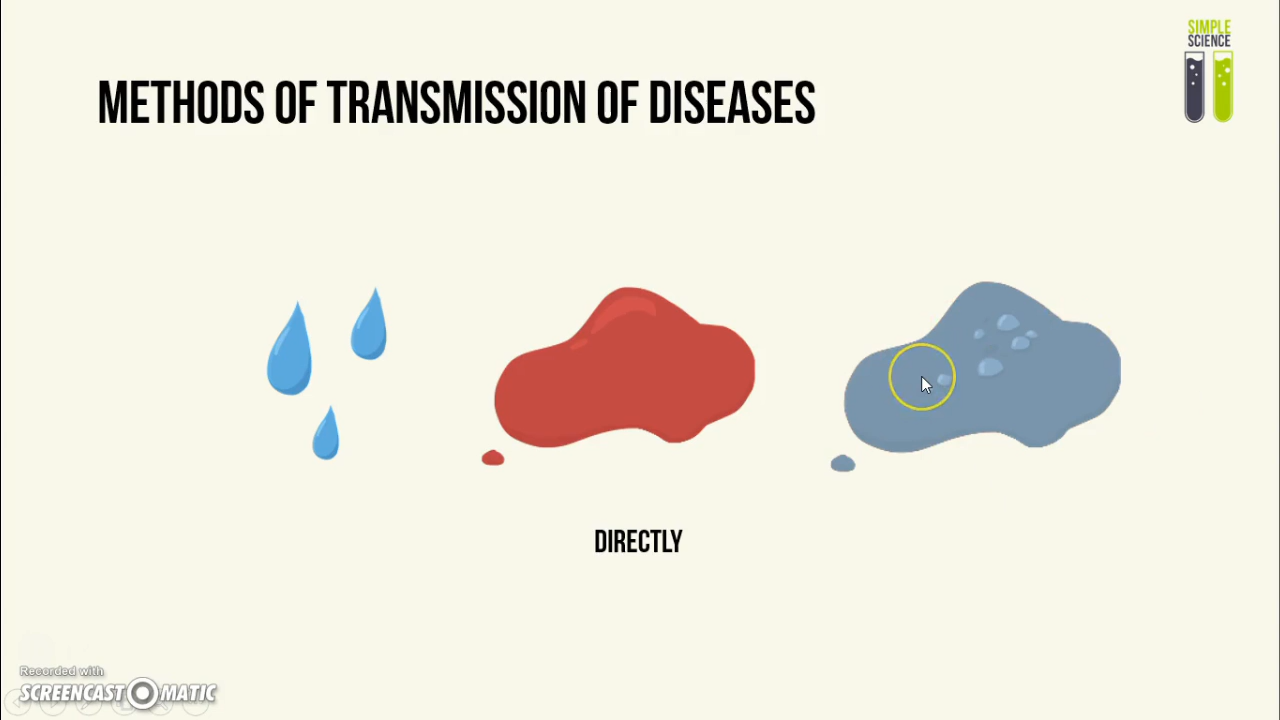 SIMPLE
SCIENCE
METHODS OF TRANSMISSION OF DISEASES
DIRECTLY
Recorded with
SCREENCAST MATIC